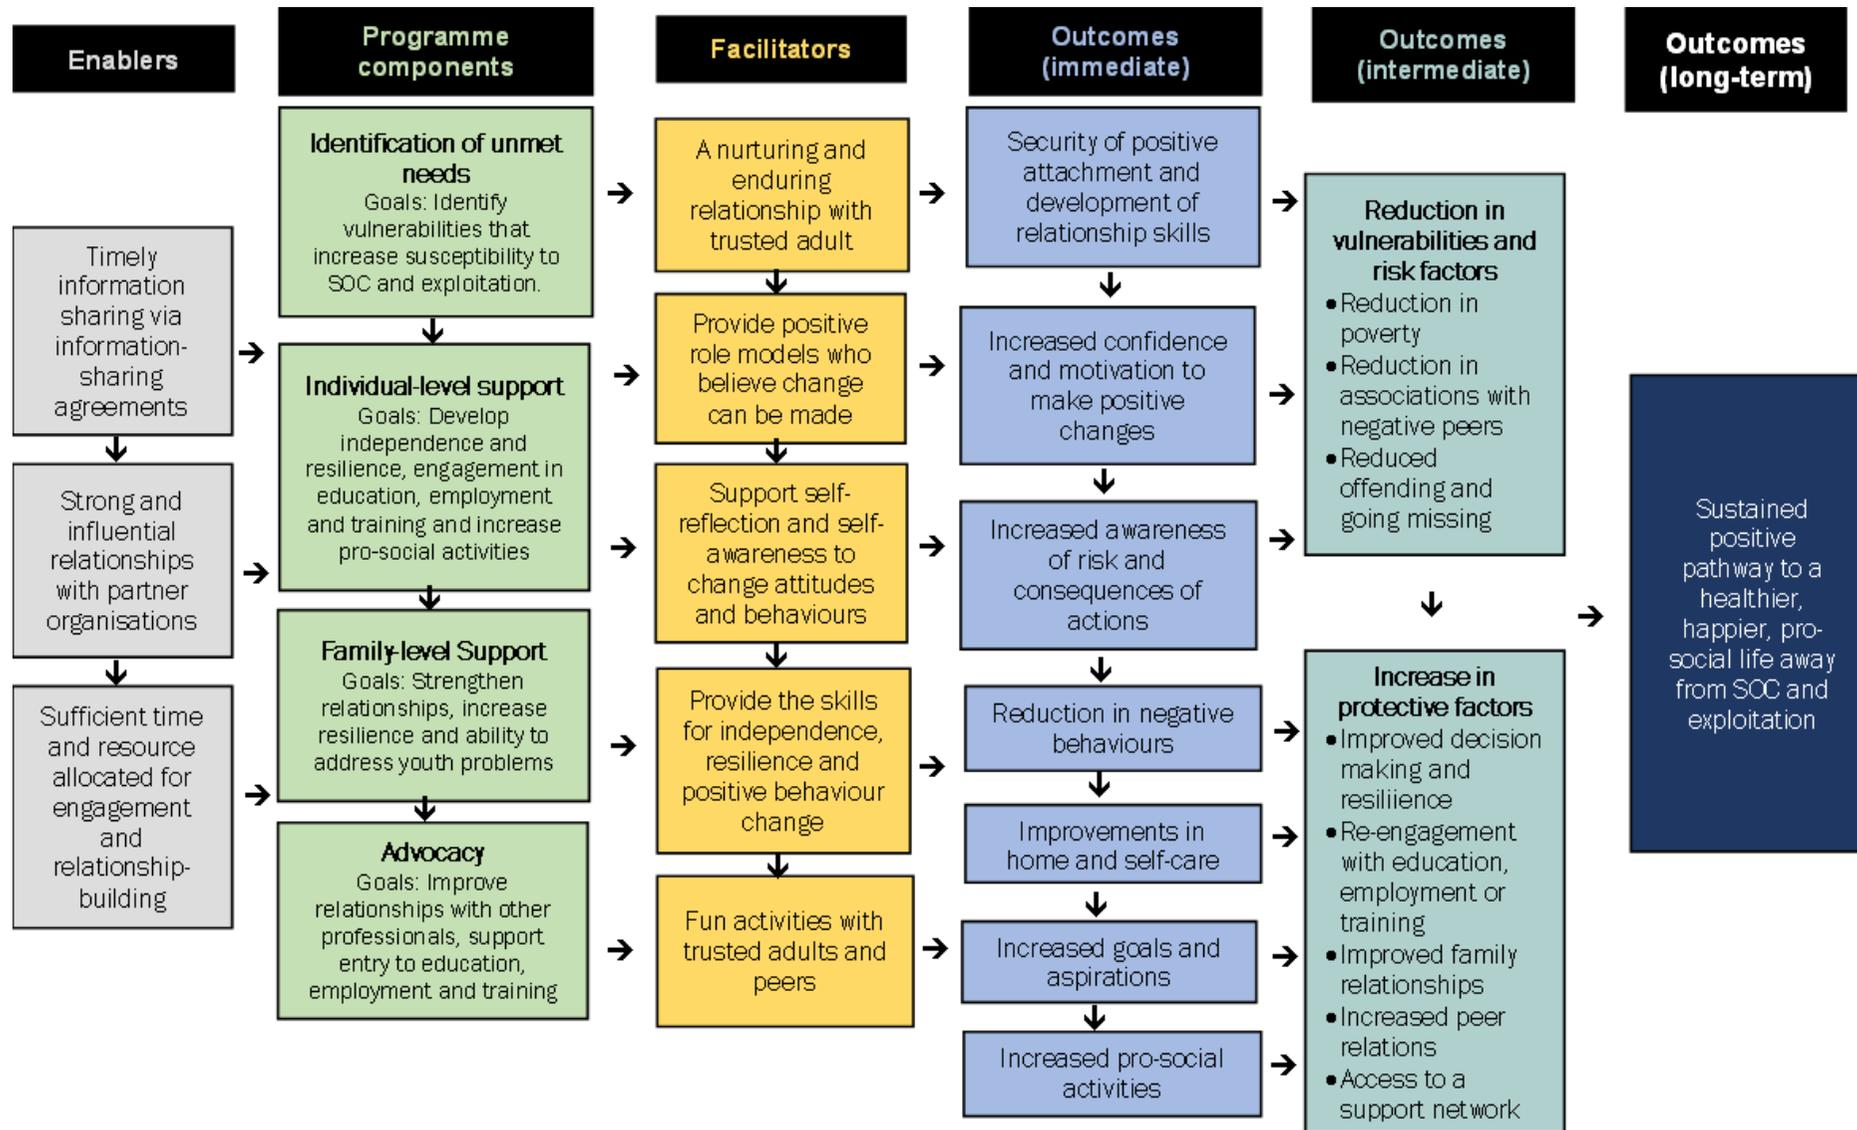 Enablers
Programme
components
Facilitators
Outcomes
(immediate)
Outcomes
(intermediate)
Outcomes
(long-term)
Timely
information
sharing via
information-
sharing
agreements
Strong and
influential
relationships
with partner
organisations
Sufficient time
and resource
allocated for
engagement
and
relationship-
building
Identification of unmet
needs
Goals: Identify
vulnerabilities that
increase susceptibility to
SOC and exploitation.
Individual-level support
Goals: Develop
independence and
resilience, engagement in
education, employment
and training and increase
pro-social activities
Family-level Support
Goals: Strengthen
relationships, increase
resilience and ability to
address youth problems
Advocacy
Goals: Improve
relationships with other
professionals, support
entry to education,
employment and training
A nurturing and
enduring
relationship with
trusted adult
Provide positive
role models who
believe change
can be made
Support self-
reflection and self-
awareness to
change attitudes
and behaviours
Provide the skills
for independence,
resilience and
positive behaviour
change
Fun activities with
trusted adults and
peers
Security of positive
attachment and
development of
relationship skills
Increased confidence
and motivation to
make positive
changes
Increased awareness
of risk and
consequences of
actions
Reduction in negative
behaviours
Improvements in
home and self-care
Increased goals and
aspirations
Increased pro-social
activities
Reduction in
vulnerabilities and
risk factors
• Reduction in
poverty
• Reduction in
associations with
negative peers
• Reduced
offending and
going missing
Increase in
protective factors
• Improved decision
making and
resiliience
• Re-engagement
with education,
employment or
training
• Improved family
relationships
• Increased peer
relations
• Access to a
support network
Sustained
positive
pathway to a
healthier,
happier, pro-
social life away
from SOC and
exploitation